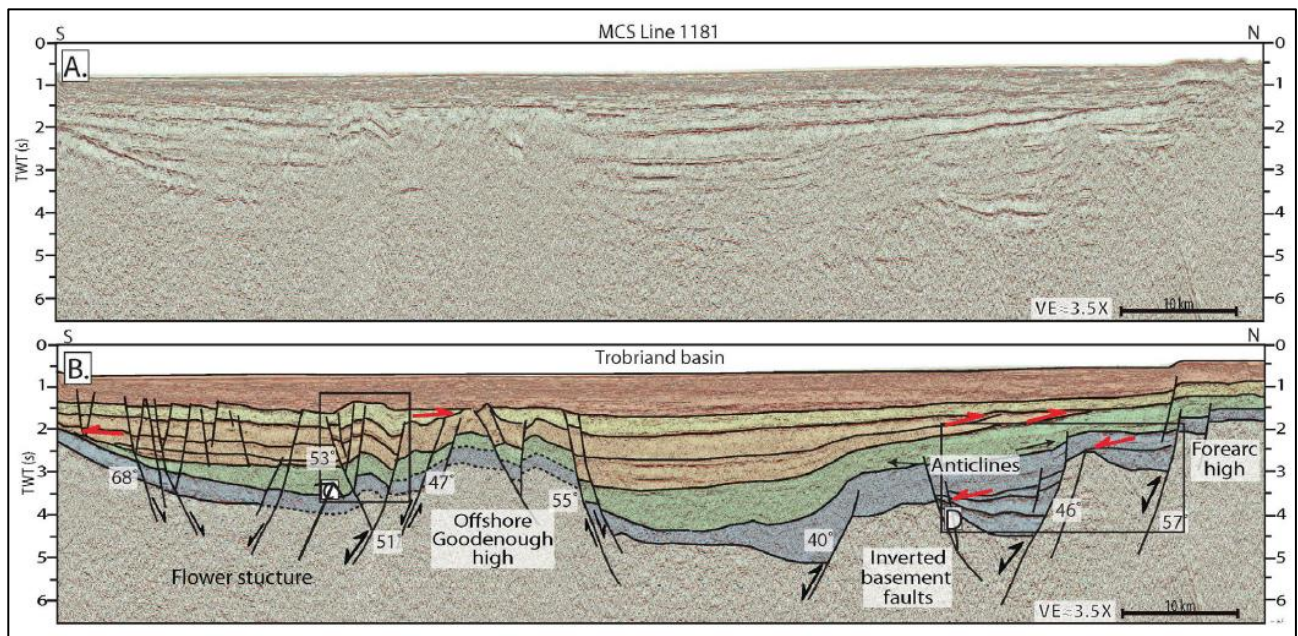 S MCS Line 1181 N
A.
0 0
1 1
2 2
3 3
4 4
5 5
6 6
TWT (s)
VE≈3.5X 10 km
S Trobriand basin N
B.
0 0
1 1
2 2
3 3
4 4
5 5
6
TWT (s)
68° 53° 47° Anticlines Forearc
high
51° Offshore
Goodenough
high
55° 40° D 46° 57°
Flower stucture Inverted
basement
faults
VE≈3.5X 10 km